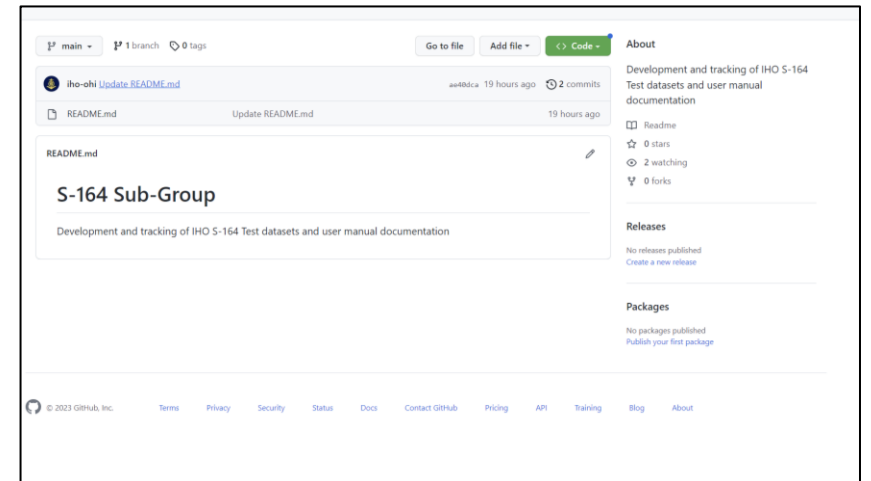 main 1 branch 0 tags Go to file Add file <> Code
iho-ohi Update README.md ae40dca 19 hours ago 2 commits
README.md Update README.md 19 hours ago
README.md
S-164 Sub-Group
Development and tracking of IHO S-164 Test datasets and user manual documentation
About
Development and tracking of IHO S-164
Test datasets and user manual
documentation
Readme
0 stars
2 watching
0 forks
Releases
No releases published
Create a new release
Packages
No packages published
Publish your first package
© 2023 GitHub, Inc. Terms Privacy Security Status Docs Contact GitHub Pricing API Training Blog About